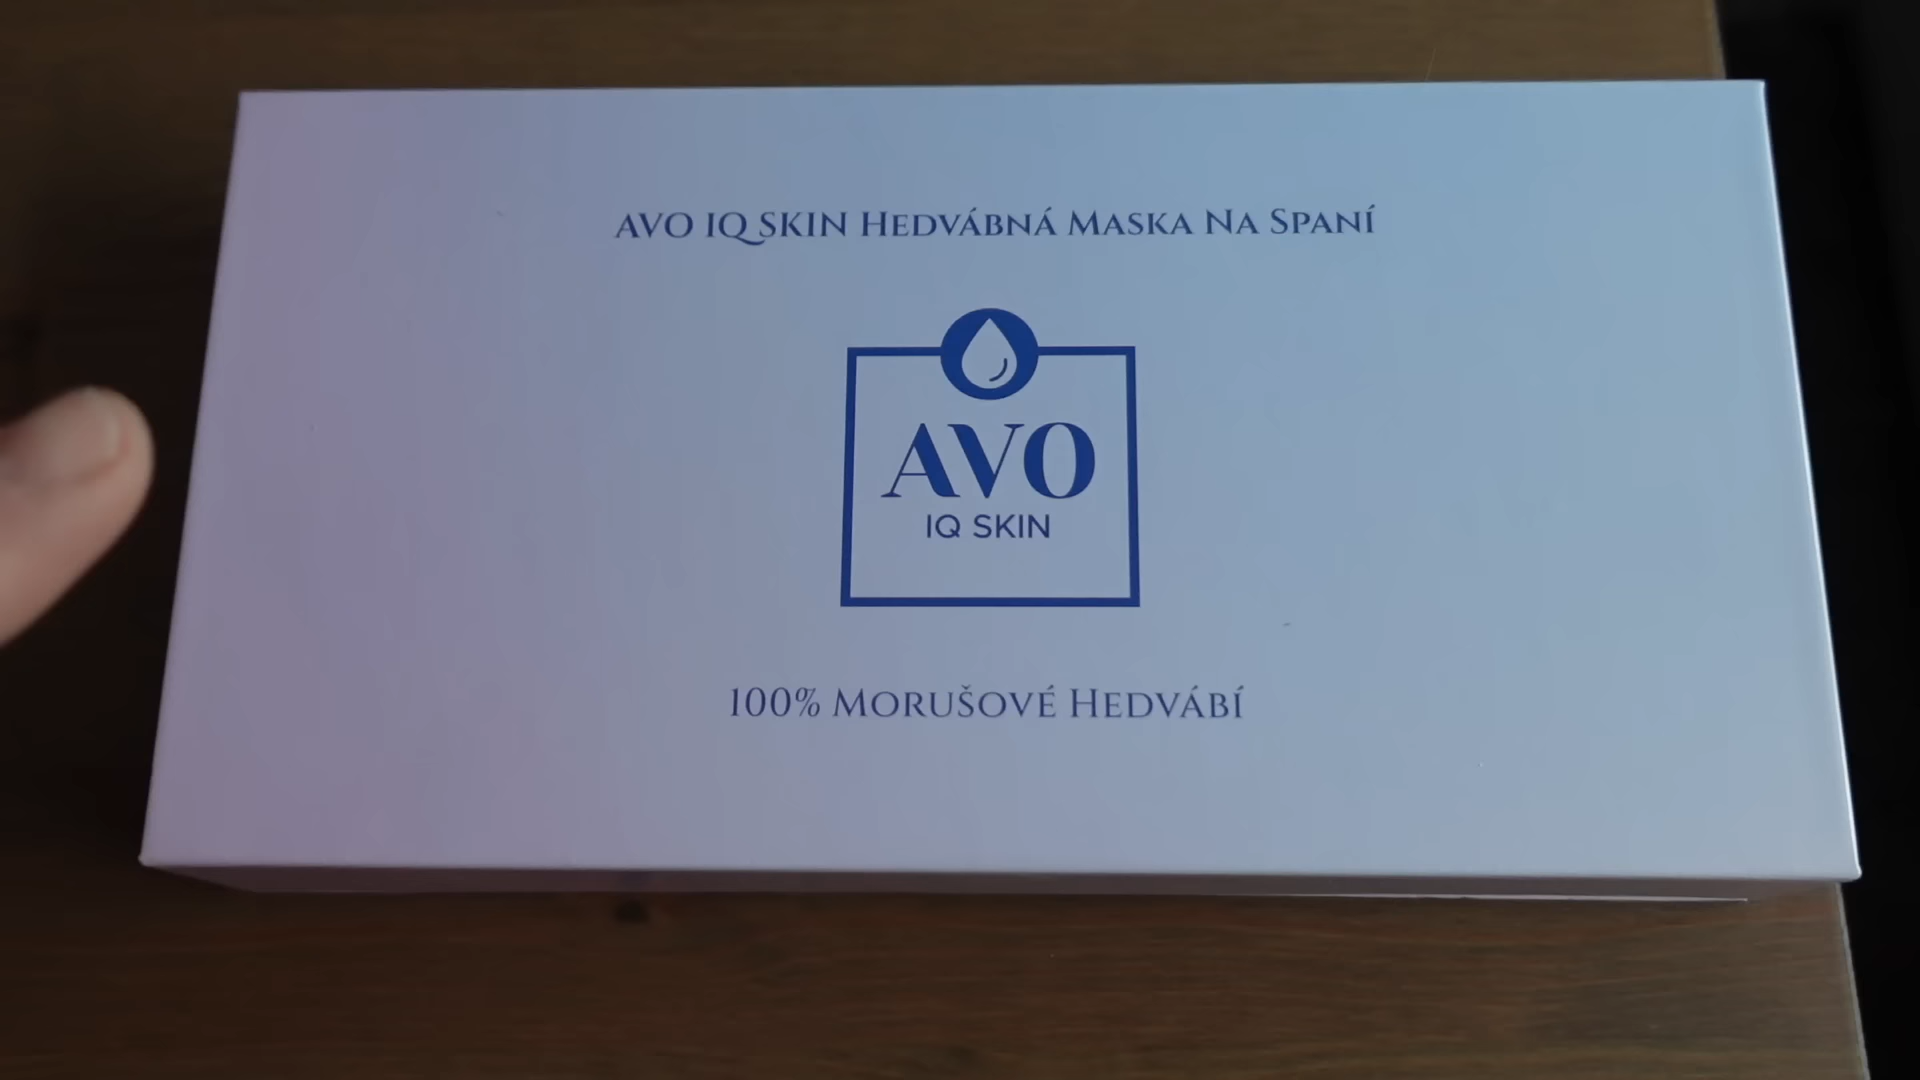 AVO IQ SKIN Hedvábná Maska Na Spaní
AVO
IQ SKIN
100% Morušové Hedvábí